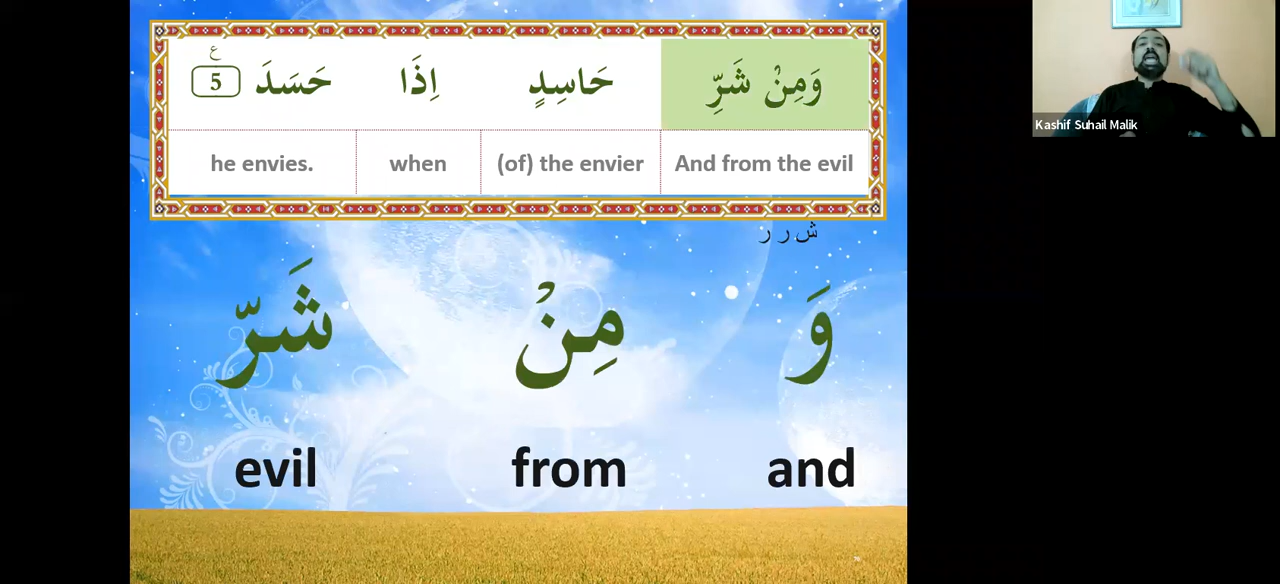 وَمِنْ شَرِّ حَاسِدٍ اِذَا حَسَدَ 5 ع
And from the evil (of) the envier when he envies.
Kashif Suhail Malik
ش ر ر
وَ مِنْ شَرّ
and from evil